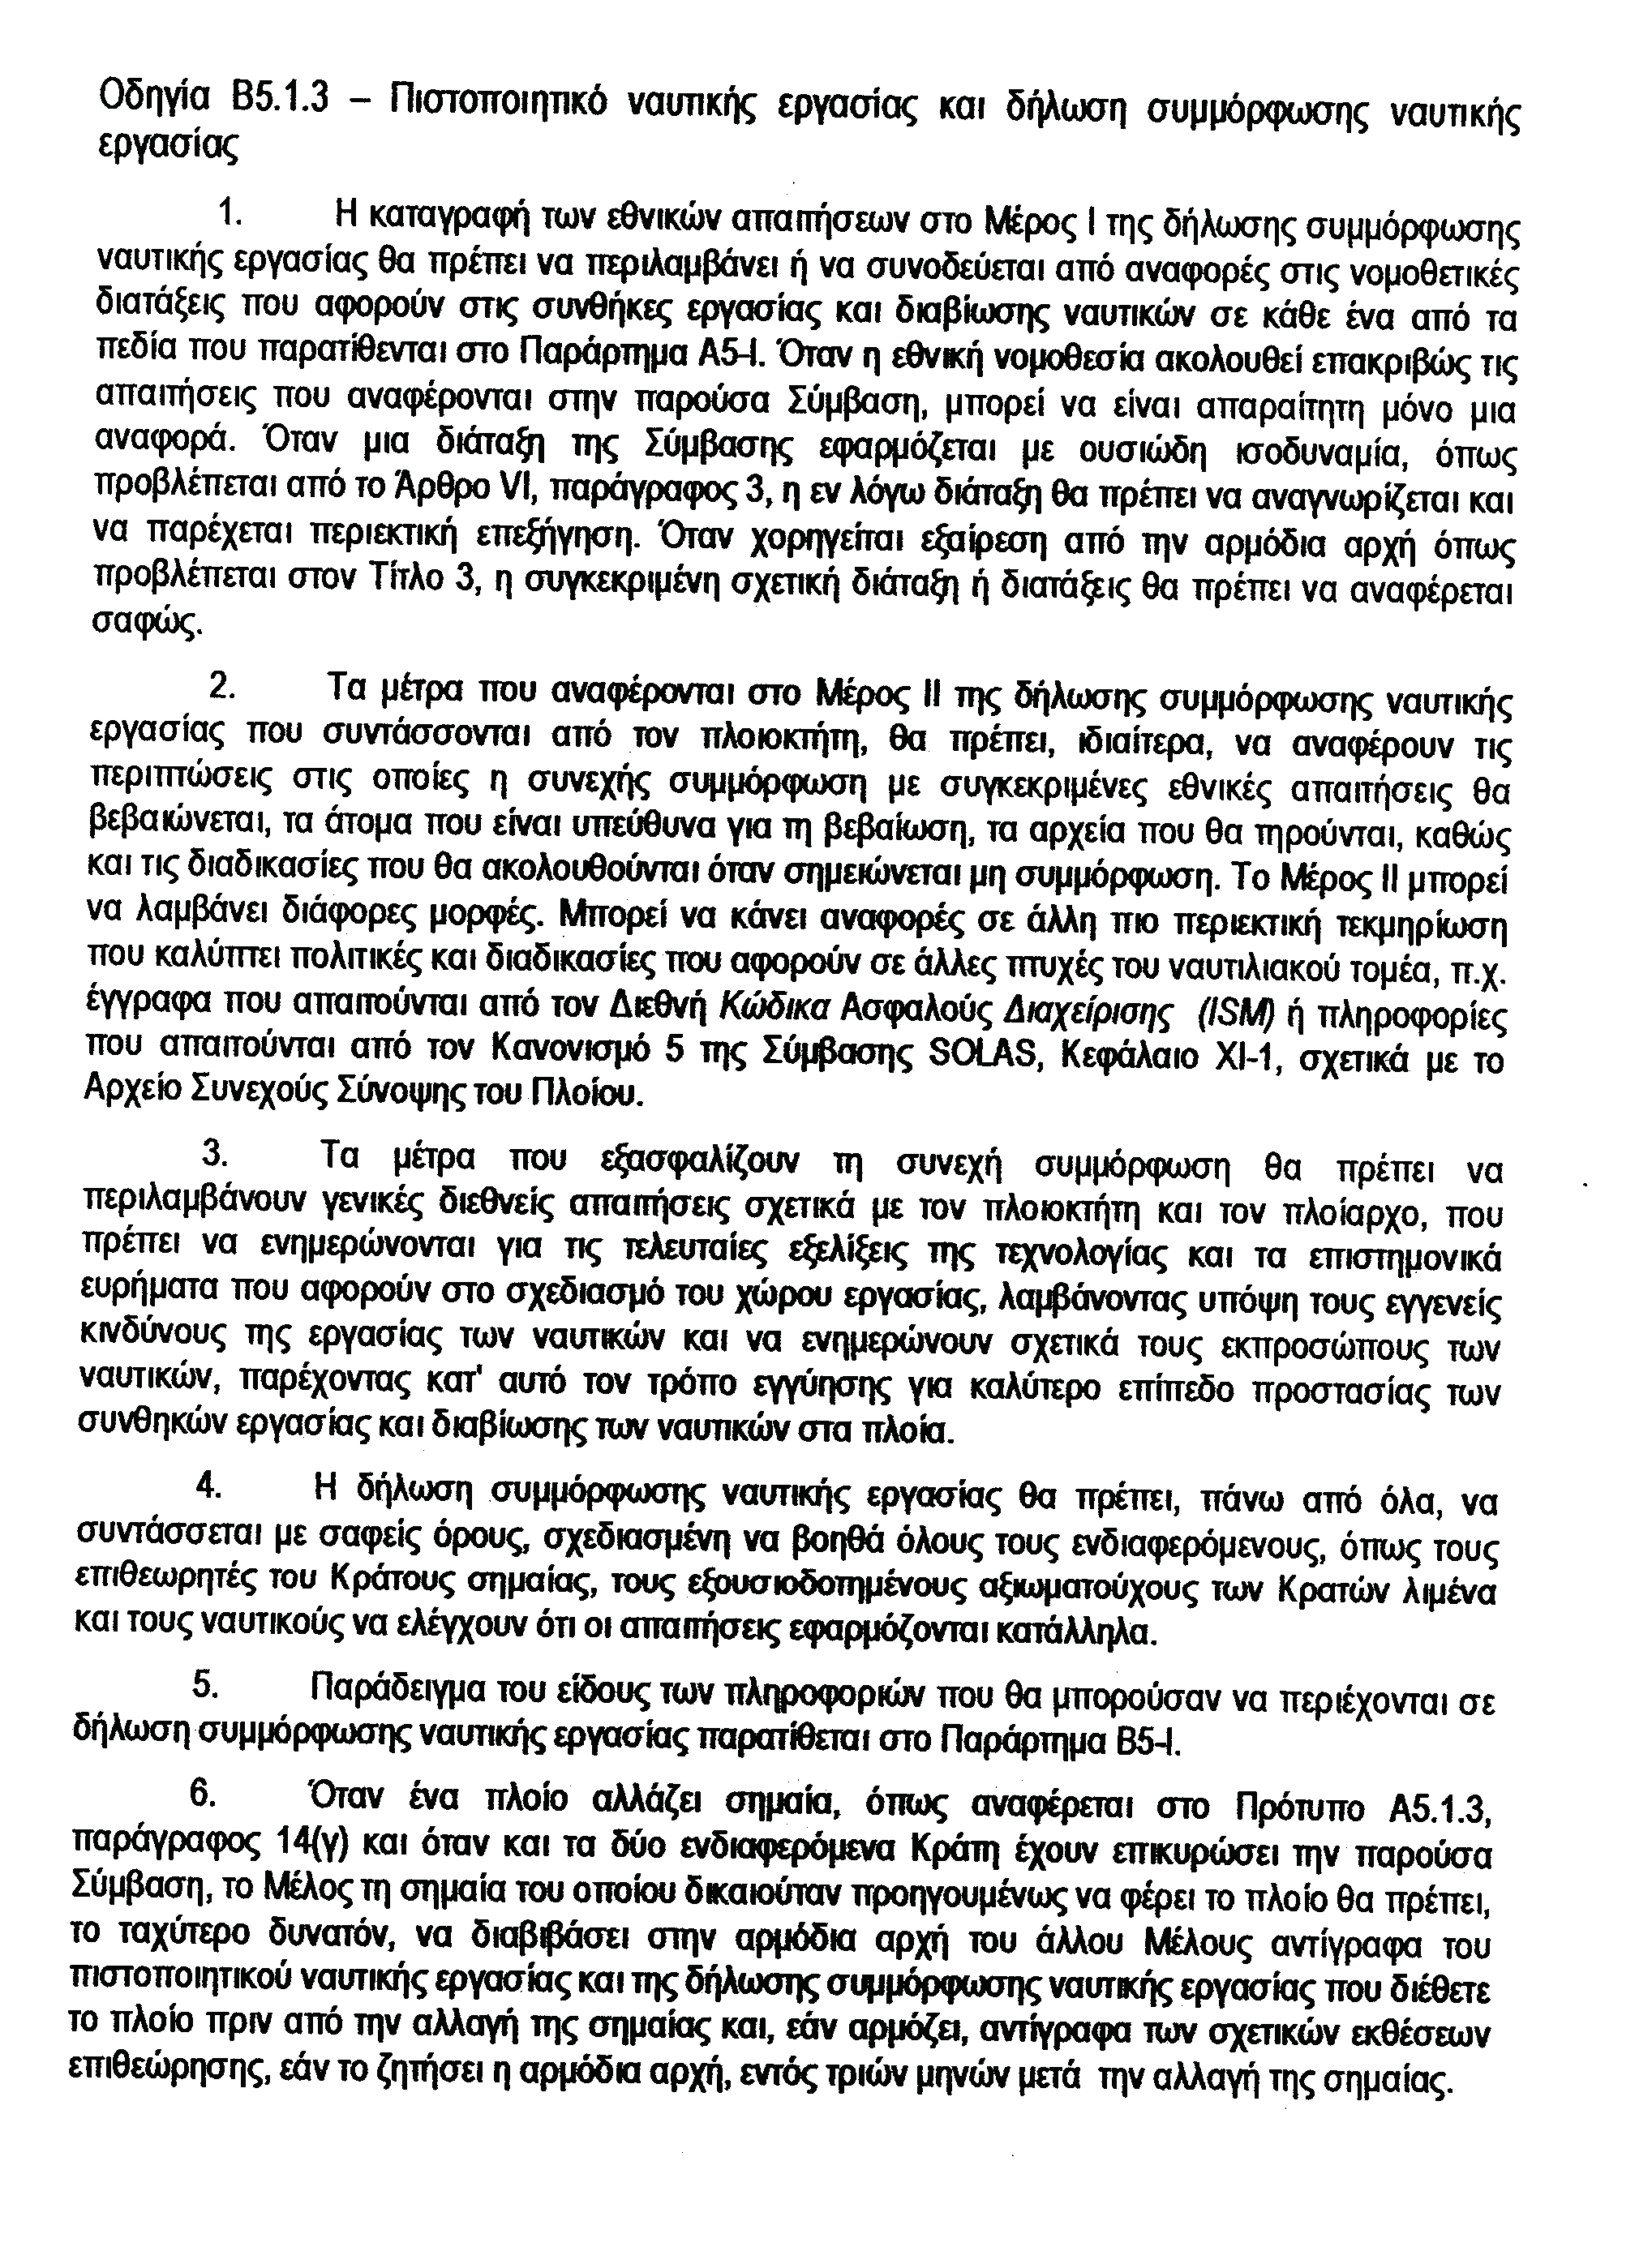 Οδηγία Β5.1.3 – Πιστοποιητικό ναυτικής εργασίας και δήλωση συμμόρφωσης ναυτικής
εργασίας
1. Η καταγραφή των εθνικών απαιτήσεων στο Μέρος Ι της δήλωσης συμμόρφωσης
ναυτικής εργασίας θα πρέπει να περιλαμβάνει ή να συνοδεύεται από αναφορές στις νομοθετικές
διατάξεις που αφορούν στις συνθήκες εργασίας και διαβίωσης ναυτικών σε κάθε ένα από τα
πεδία που παρατίθενται στο Παράρτημα Α5-Ι. Όταν η εθνική νομοθεσία ακολουθεί επακριβώς τις
απαιτήσεις που αναφέρονται στην παρούσα Σύμβαση, μπορεί να είναι απαραίτητη μόνο μια
αναφορά. Όταν μια διάταξη της Σύμβασης εφαρμόζεται με ουσιώδη ισοδυναμία, όπως
προβλέπεται από το Άρθρο VI, παράγραφος 3, η εν λόγω διάταξη θα πρέπει να αναγνωρίζεται και
να παρέχεται περιεκτική επεξήγηση. Όταν χορηγείται εξαίρεση από την αρμόδια αρχή όπως
προβλέπεται στον Τίτλο 3, η συγκεκριμένη σχετική διάταξη ή διατάξεις θα πρέπει να αναφέρεται
σαφώς.
2. Τα μέτρα που αναφέρονται στο Μέρος ΙΙ της δήλωσης συμμόρφωσης ναυτικής
εργασίας που συντάσσονται από τον πλοιοκτήτη, θα πρέπει, ιδιαίτερα, να αναφέρουν τις
περιπτώσεις στις οποίες η συνεχής συμμόρφωση με συγκεκριμένες εθνικές απαιτήσεις θα
βεβαιώνεται, τα άτομα που είναι υπεύθυνα για τη βεβαίωση, τα αρχεία που θα τηρούνται, καθώς
και τις διαδικασίες που θα ακολουθούνται όταν σημειώνεται μη συμμόρφωση. Το Μέρος ΙΙ μπορεί
να λαμβάνει διάφορες μορφές. Μπορεί να κάνει αναφορές σε άλλη πιο περιεκτική τεκμηρίωση
που καλύπτει πολιτικές και διαδικασίες που αφορούν σε άλλες πτυχές του ναυτιλιακού τομέα, π.χ.
έγγραφα που απαιτούνται από τον Διεθνή Κώδικα Ασφαλούς Διαχείρισης (ISM) ή πληροφορίες
που απαιτούνται από τον Κανονισμό 5 της Σύμβασης SOLAS, Κεφάλαιο ΧΙ-1, σχετικά με το
Αρχείο Συνεχούς Σύνοψης του Πλοίου.
3. Τα μέτρα που εξασφαλίζουν τη συνεχή συμμόρφωση θα πρέπει να
περιλαμβάνουν γενικές διεθνείς απαιτήσεις σχετικά με τον πλοιοκτήτη και τον πλοίαρχο, που
πρέπει να ενημερώνονται για τις τελευταίες εξελίξεις της τεχνολογίας και τα επιστημονικά
ευρήματα που αφορούν στο σχεδιασμό του χώρου εργασίας, λαμβάνοντας υπόψη τους εγγενείς
κινδύνους της εργασίας των ναυτικών και να ενημερώνουν σχετικά τους εκπροσώπους των
ναυτικών, παρέχοντας κατ' αυτό τον τρόπο εγγύησης για καλύτερο επίπεδο προστασίας των
συνθηκών εργασίας και διαβίωσης των ναυτικών στα πλοία.
4. Η δήλωση συμμόρφωσης ναυτικής εργασίας θα πρέπει, πάνω από όλα, να
συντάσσεται με σαφείς όρους, σχεδιασμένη να βοηθά όλους τους ενδιαφερόμενους, όπως τους
επιθεωρητές του Κράτους σημαίας, τους εξουσιοδοτημένους αξιωματούχους των Κρατών λιμένα
και τους ναυτικούς να ελέγχουν ότι οι απαιτήσεις εφαρμόζονται κατάλληλα.
5. Παράδειγμα του είδους των πληροφοριών που θα μπορούσαν να περιέχονται σε
δήλωση συμμόρφωσης ναυτικής εργασίας παρατίθεται στο Παράρτημα Β5-Ι.
6. Όταν ένα πλοίο αλλάζει σημαία, όπως αναφέρεται στο Πρότυπο Α5.1.3,
παράγραφος 14(γ) και όταν και τα δύο ενδιαφερόμενα Κράτη έχουν επικυρώσει την παρούσα
Σύμβαση, το Μέλος τη σημαία του οποίου δικαιούταν προηγουμένως να φέρει το πλοίο θα πρέπει,
το ταχύτερο δυνατόν, να διαβιβάσει στην αρμόδια αρχή του άλλου Μέλους αντίγραφα του
πιστοποιητικού ναυτικής εργασίας και της δήλωσης συμμόρφωσης ναυτικής εργασίας που διέθετε
το πλοίο πριν από την αλλαγή της σημαίας και, εάν αρμόζει, αντίγραφα των σχετικών εκθέσεων
επιθεώρησης, εάν το ζητήσει η αρμόδια αρχή, εντός τριών μηνών μετά την αλλαγή της σημαίας.